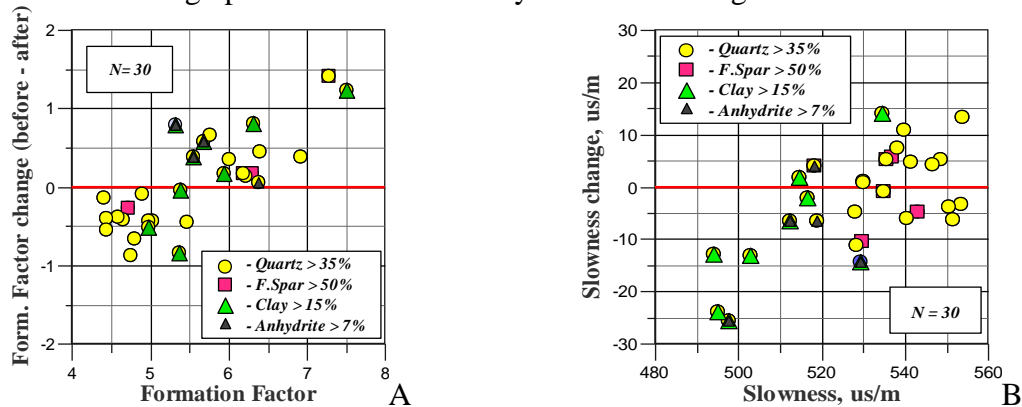 Form. Factor change (before - after)
2
1
0
-1
-2
N= 30
- Quartz > 35%
- F.Spar > 50%
- Clay > 15%
- Anhydrite > 7%
4 5 6 7 8
Formation Factor
A
Slowness change, us/m
30
20
10
0
-10
-20
-30
- Quartz > 35%
- F.Spar > 50%
- Clay > 15%
- Anhydrite > 7%
N = 30
480 500 520 540 560
Slowness, us/m
B